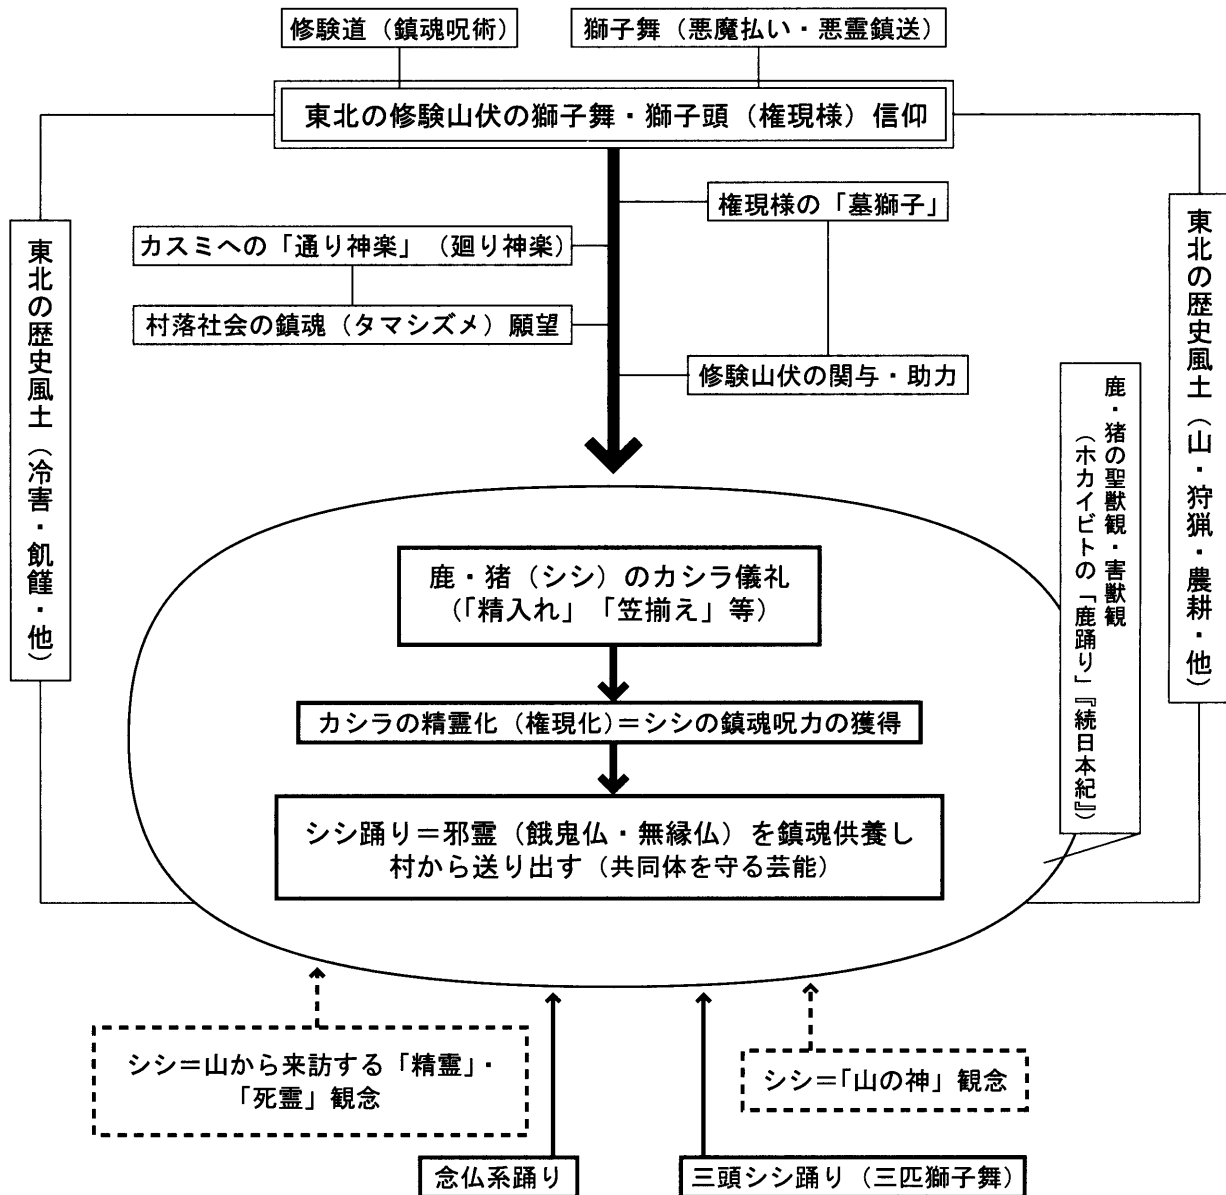 修験道（鎮魂呪術）
獅子舞（悪魔払い・悪霊鎮送）
東北の修験山伏の獅子舞・獅子頭（権現様）信仰
権現様の「墓獅子」
カスミへの「通り神楽」（廻り神楽）
村落社会の鎮魂（タマシズメ）願望
修験山伏の関与・助力
東北の歴史風土（冷害・飢饉・他）
東北の歴史風土（山・狩猟・農耕・他）
鹿・猪の聖獣観・害獣観
（ホカイビトの「鹿踊り」『続日本紀』）
鹿・猪（シシ）のカシラ儀礼
（「精入れ」「笠揃え」等）
カシラの精霊化（権現化）＝シシの鎮魂呪力の獲得
シシ踊り＝邪霊（餓鬼仏・無縁仏）を鎮魂供養し
村から送り出す（共同体を守る芸能）
シシ＝山から来訪する「精霊」・
「死霊」観念
シシ＝「山の神」観念
念仏系踊り
三頭シシ踊り（三匹獅子舞）